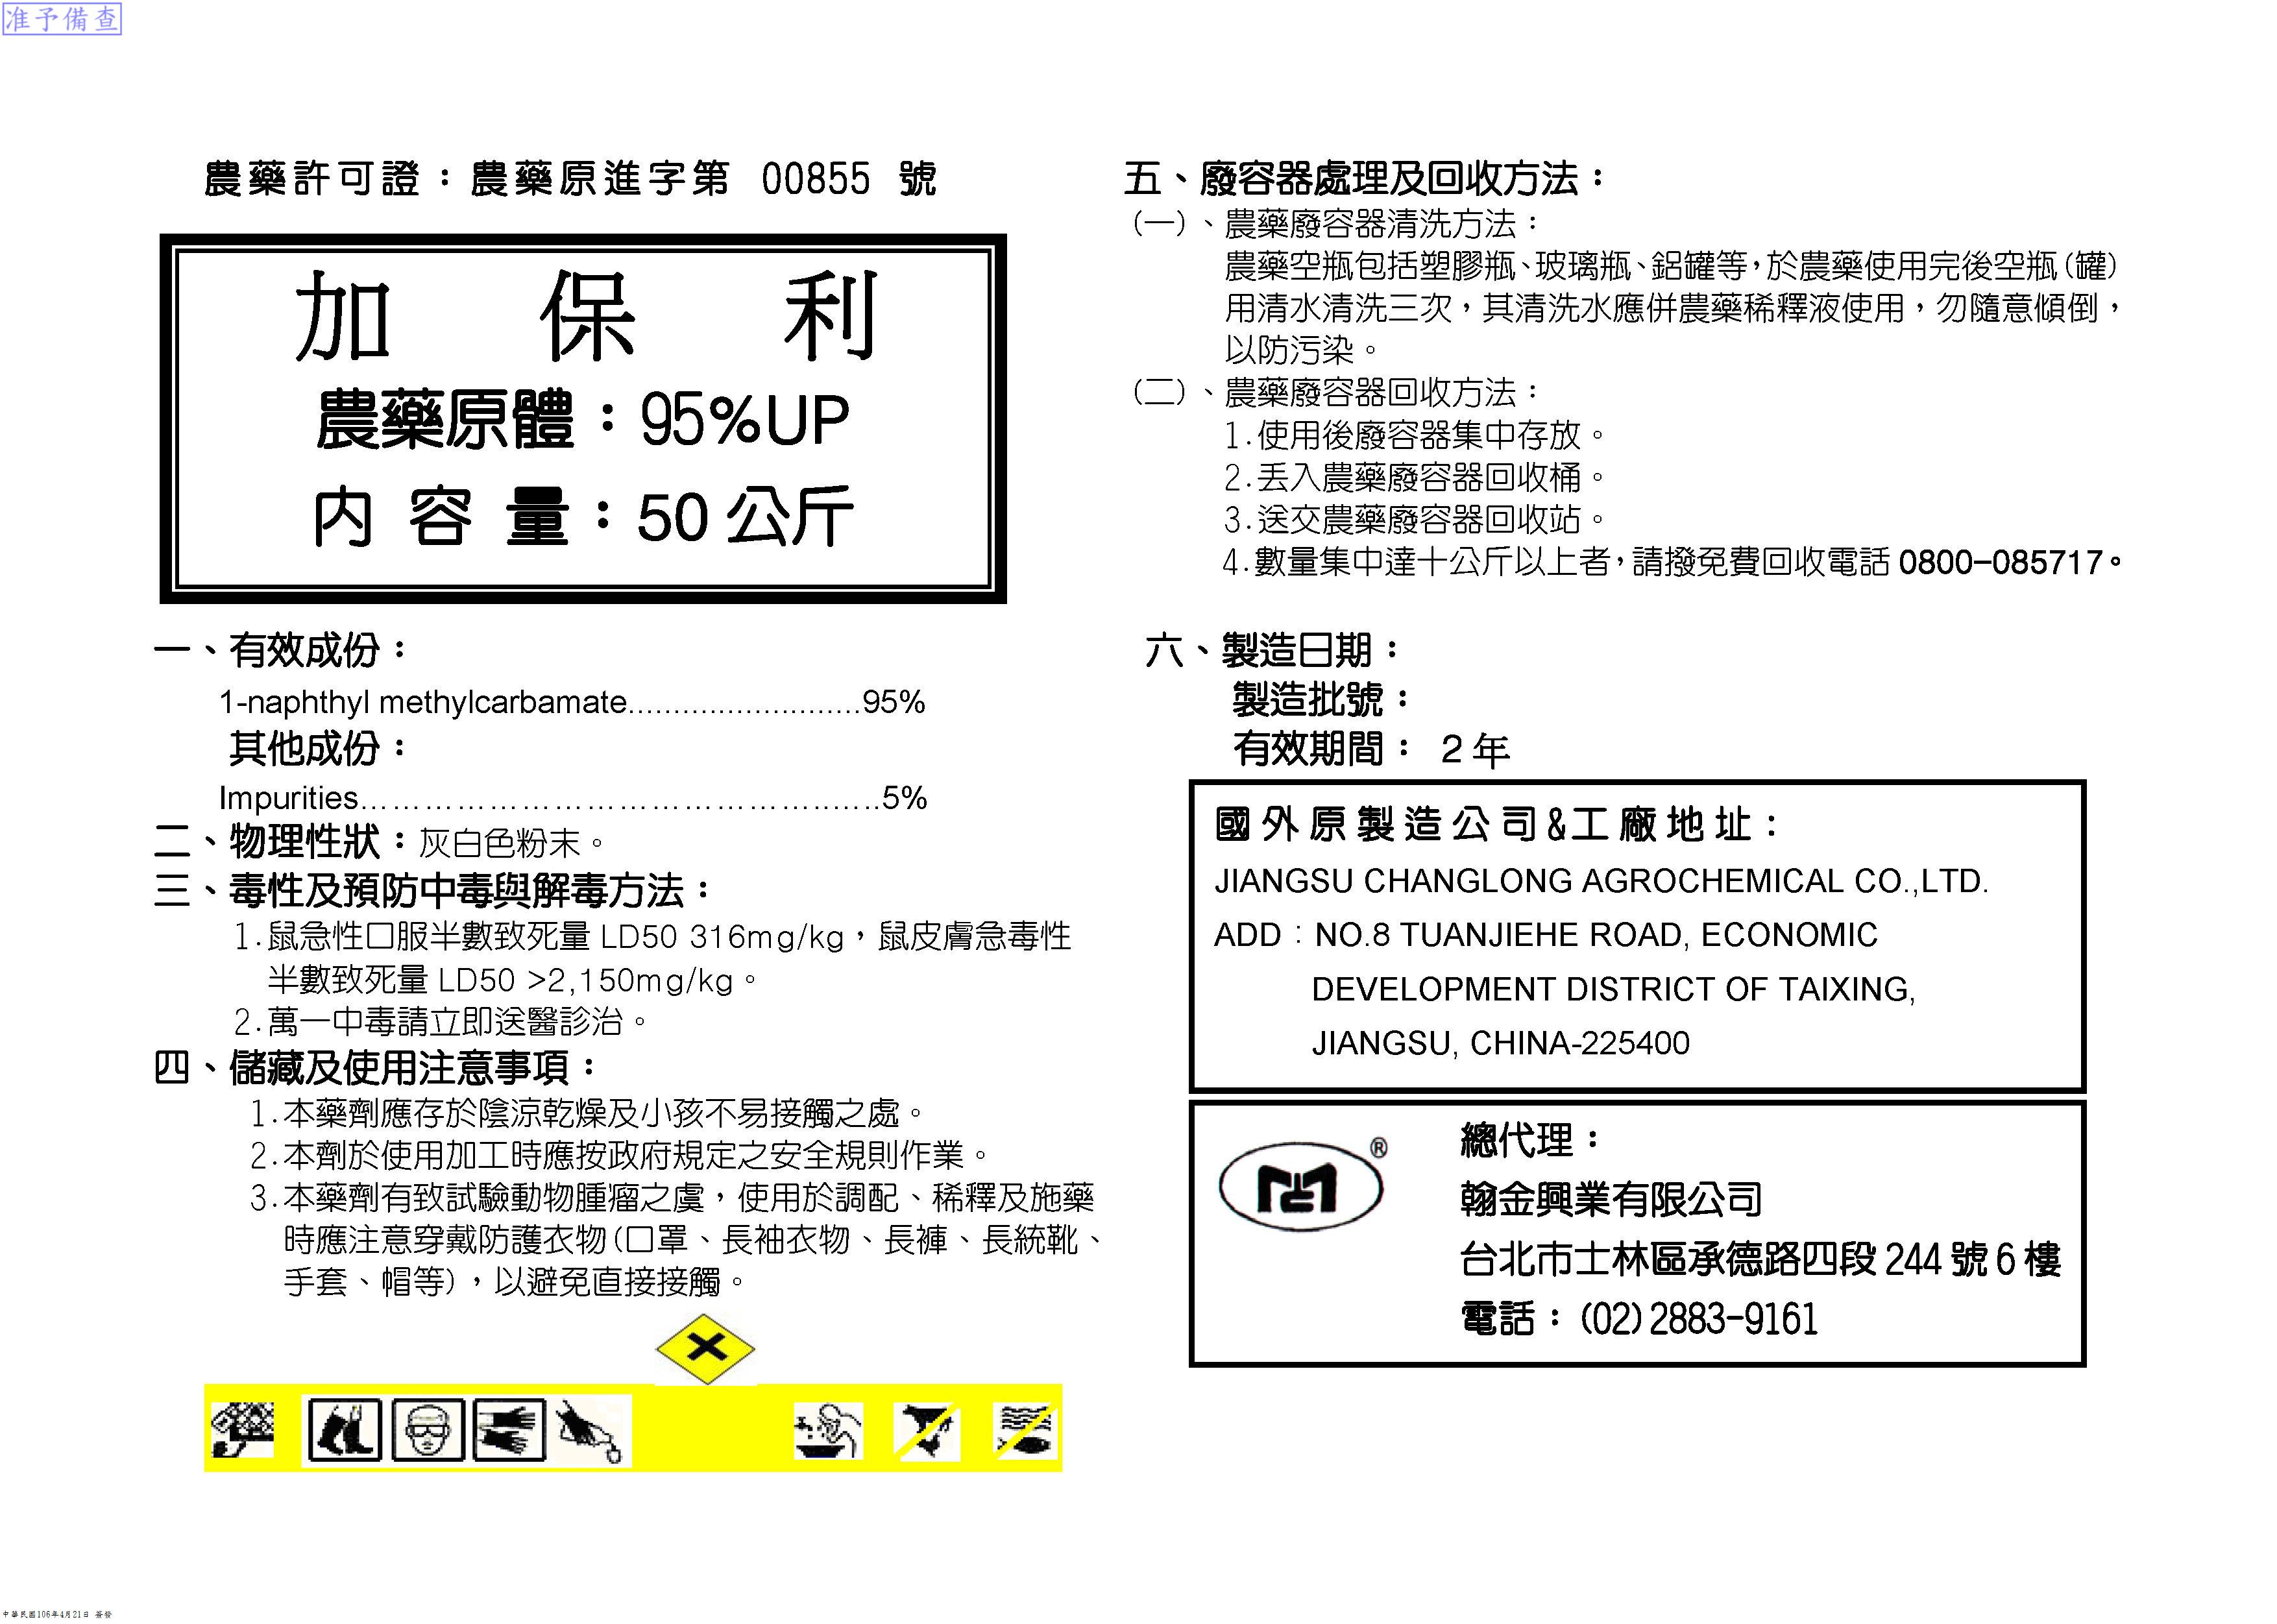 准予備查
農藥許可證：農藥原進字第 00855 號
加 保 利
農藥原體：95%UP
內 容 量：50 公斤
一、有效成份：
1-naphthyl methylcarbamate..........................95%
其他成份：
Impurities………………………………………..….5%
二、物理性狀：灰白色粉末。
三、毒性及預防中毒與解毒方法：
1.鼠急性口服半數致死量 LD50 316mg/kg，鼠皮膚急毒性
半數致死量 LD50 >2,150mg/kg。
2.萬一中毒請立即送醫診治。
四、儲藏及使用注意事項：
1.本藥劑應存於陰涼乾燥及小孩不易接觸之處。
2.本劑於使用加工時應按政府規定之安全規則作業。
3.本藥劑有致試驗動物腫瘤之虞，使用於調配、稀釋及施藥
時應注意穿戴防護衣物(口罩、長袖衣物、長褲、長統靴、
手套、帽等)，以避免直接接觸。
五、廢容器處理及回收方法：
(一)、農藥廢容器清洗方法：
農藥空瓶包括塑膠瓶、玻璃瓶、鋁罐等，於農藥使用完後空瓶(罐)
用清水清洗三次，其清洗水應併農藥稀釋液使用，勿隨意傾倒，
以防污染。
(二)、農藥廢容器回收方法：
1.使用後廢容器集中存放。
2.丟入農藥廢容器回收桶。
3.送交農藥廢容器回收站。
4.數量集中達十公斤以上者，請撥免費回收電話 0800-085717。
六、製造日期：
製造批號：
有效期間： 2 年
國外原製造公司&工廠地址：
JIANGSU CHANGLONG AGROCHEMICAL CO.,LTD.
ADD：NO.8 TUANJIEHE ROAD, ECONOMIC
DEVELOPMENT DISTRICT OF TAIXING,
JIANGSU, CHINA-225400
®
總代理：
翰金興業有限公司
台北市士林區承德路四段 244 號 6 樓
電話：(02)2883-9161
中華民國106年4月21日 簽發